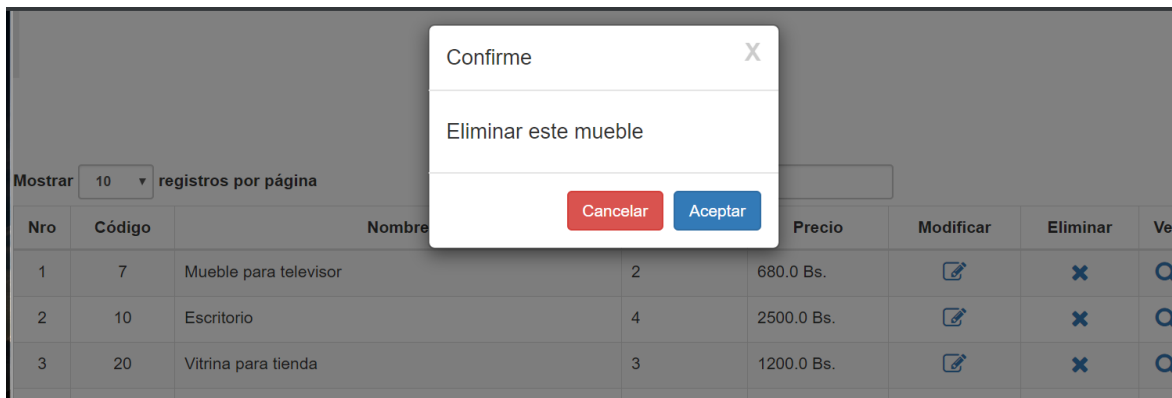 Confirme X
Eliminar este mueble
Cancelar Aceptar
Mostrar 10 registros por página
Nro Código Nombre Precio Modificar Eliminar
1 7 Mueble para televisor 2 680.0 Bs.
2 10 Escritorio 4 2500.0 Bs.
3 20 Vitrina para tienda 3 1200.0 Bs.